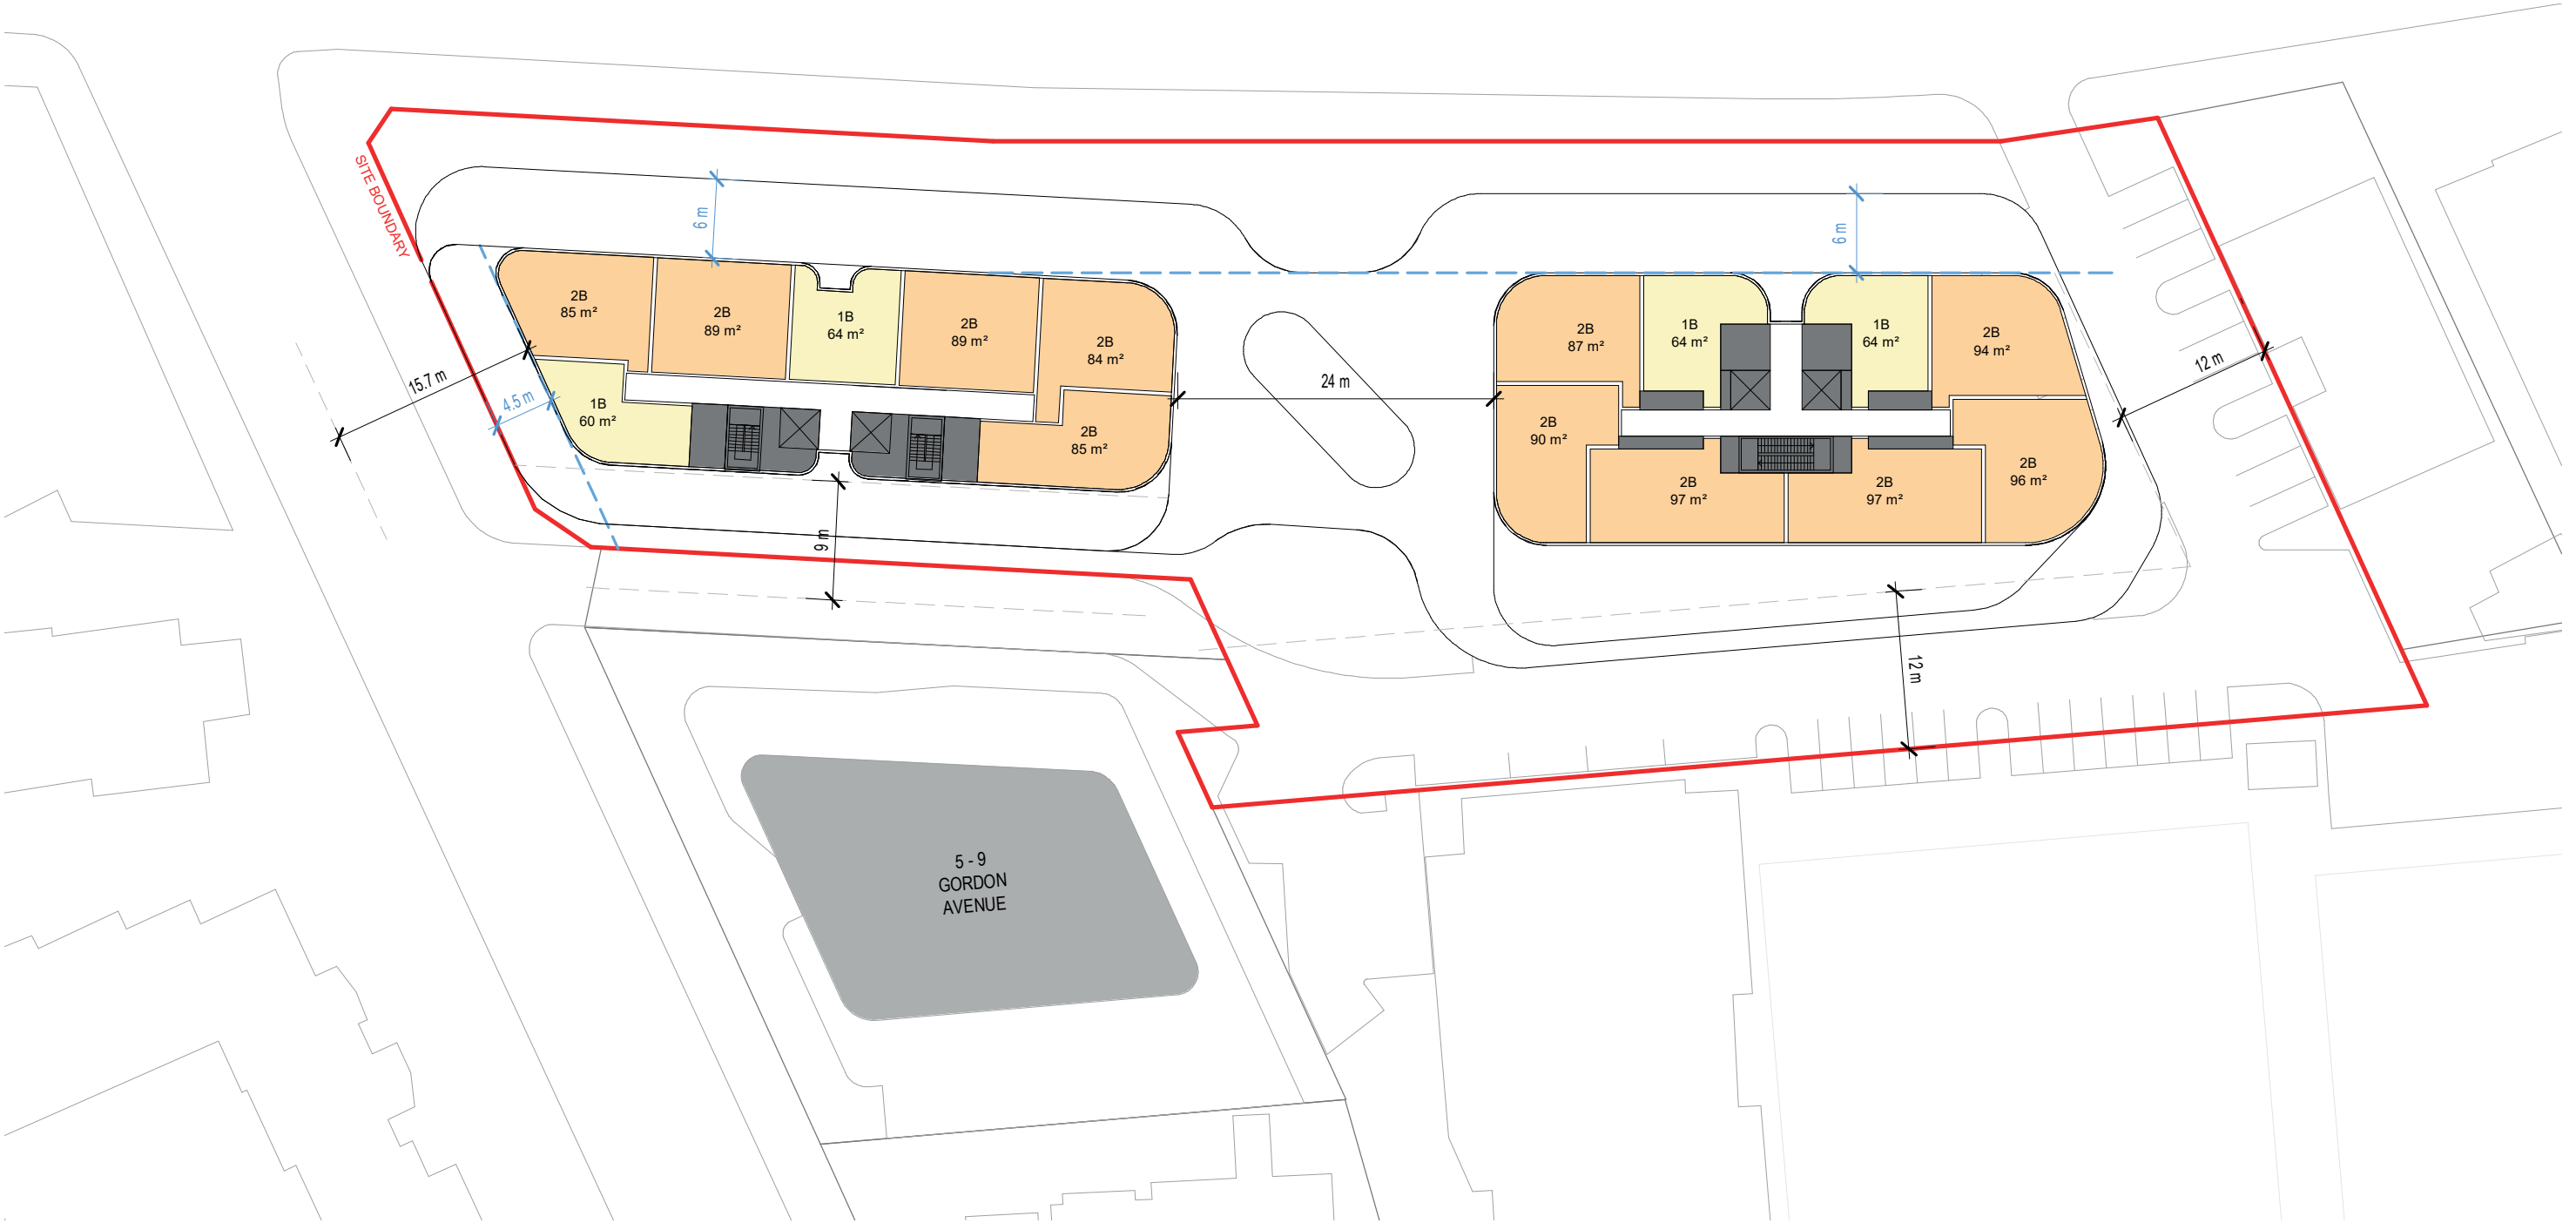 SITE BOUNDARY
6 m
6 m
2B
85 m²
2B
89 m²
1B
64 m²
2B
89 m²
2B
84 m²
1B
60 m²
2B
85 m²
15.7 m
4.5 m
9 m
24 m
2B
87 m²
1B
64 m²
1B
64 m²
2B
94 m²
2B
90 m²
2B
97 m²
2B
97 m²
2B
96 m²
12 m
12 m
5 - 9
GORDON
AVENUE